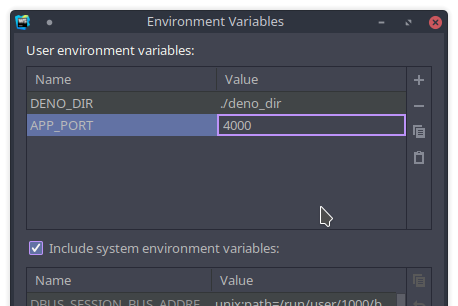 Environment Variables
User environment variables:
Name Value
DENO_DIR ./deno_dir
APP_PORT 4000
Include system environment variables:
Name Value
DBUS_SESSION_BUS_ADDRE unix:path=/run/user/1000/b